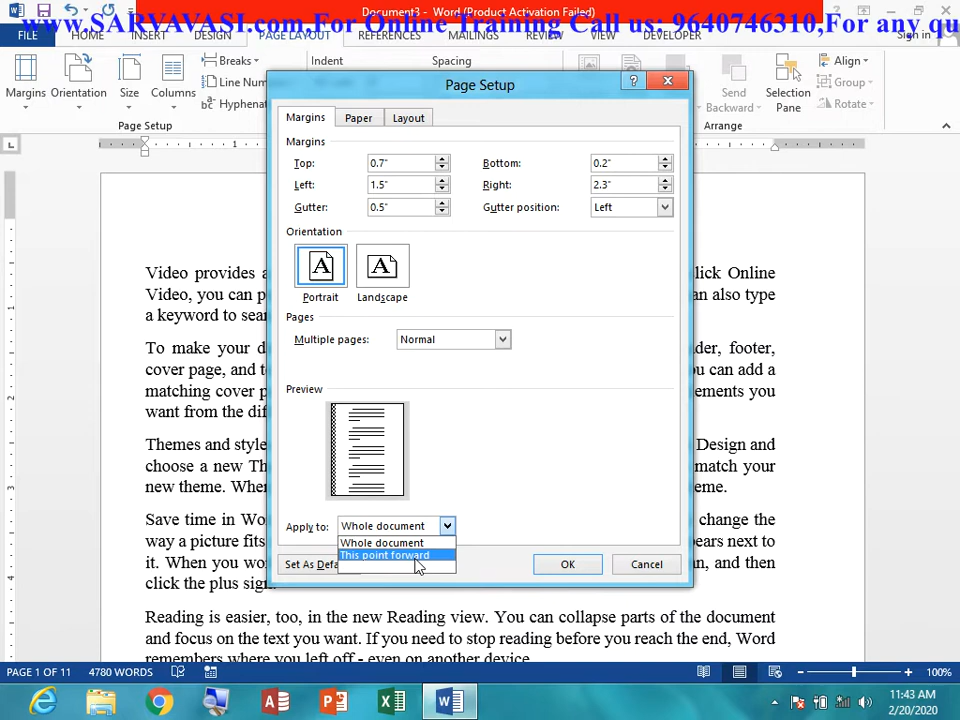 Document3 - Word (Product Activation Failed)
www.SARVAVASI.com For Online Training Call us: 9640746310,For any qu
FILE HOME INSERT DESIGN PAGE LAYOUT REFERENCES MAILINGS REVIEW VIEW DEVELOPER Sign in
Margins Orientation Size Columns
Breaks
Line Num
Hyphenat
Page Setup
Indent Spacing
Send Backward
Selection Pane
Align
Group
Rotate
Arrange
Page Setup
Margins Paper Layout
Margins
Top: 0.7" Bottom: 0.2"
Left: 1.5" Right: 2.3"
Gutter: 0.5" Gutter position: Left
Orientation
Portrait Landscape
Pages
Multiple pages: Normal
Preview
Apply to: Whole document
Whole document
This point forward
Set As Defa OK Cancel
Video provides a lick Online
Video, you can p an also type
a keyword to sear
To make your d der, footer,
cover page, and t ou can add a
matching cover p ements you
want from the dif
Themes and style Design and
choose a new Th match your
new theme. Whe eme.
Save time in Wo change the
way a picture fits pears next to
it. When you wo an, and then
click the plus sign.
Reading is easier, too, in the new Reading view. You can collapse parts of the document
and focus on the text you want. If you need to stop reading before you reach the end, Word
remembers where you left off - even on another device.
PAGE 1 OF 11 4780 WORDS 100%
11:43 AM
2/20/2020